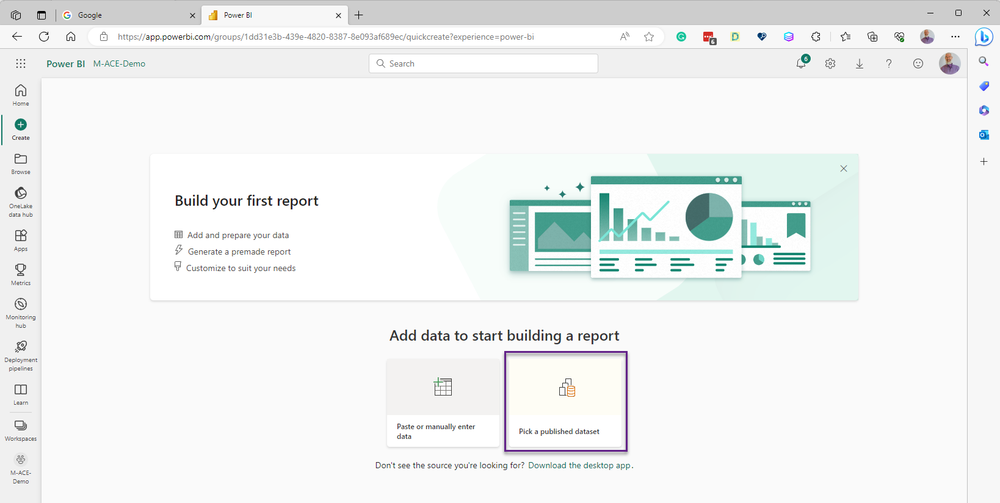 Google
Power BI
https://app.powerbi.com/groups/1dd31e3b-439e-4820-8387-8e093af689ec/quickcreate?experience=power-bi
6
Power BI M-ACE-Demo
Search
6
Home
Create
Browse
OneLake
data hub
Apps
Metrics
Monitoring
hub
Deployment
pipelines
Learn
Workspaces
M-ACE-
Demo
Build your first report
Add and prepare your data
Generate a premade report
Customize to suit your needs
Add data to start building a report
Paste or manually enter
data
Pick a published dataset
Don't see the source you're looking for? Download the desktop app.